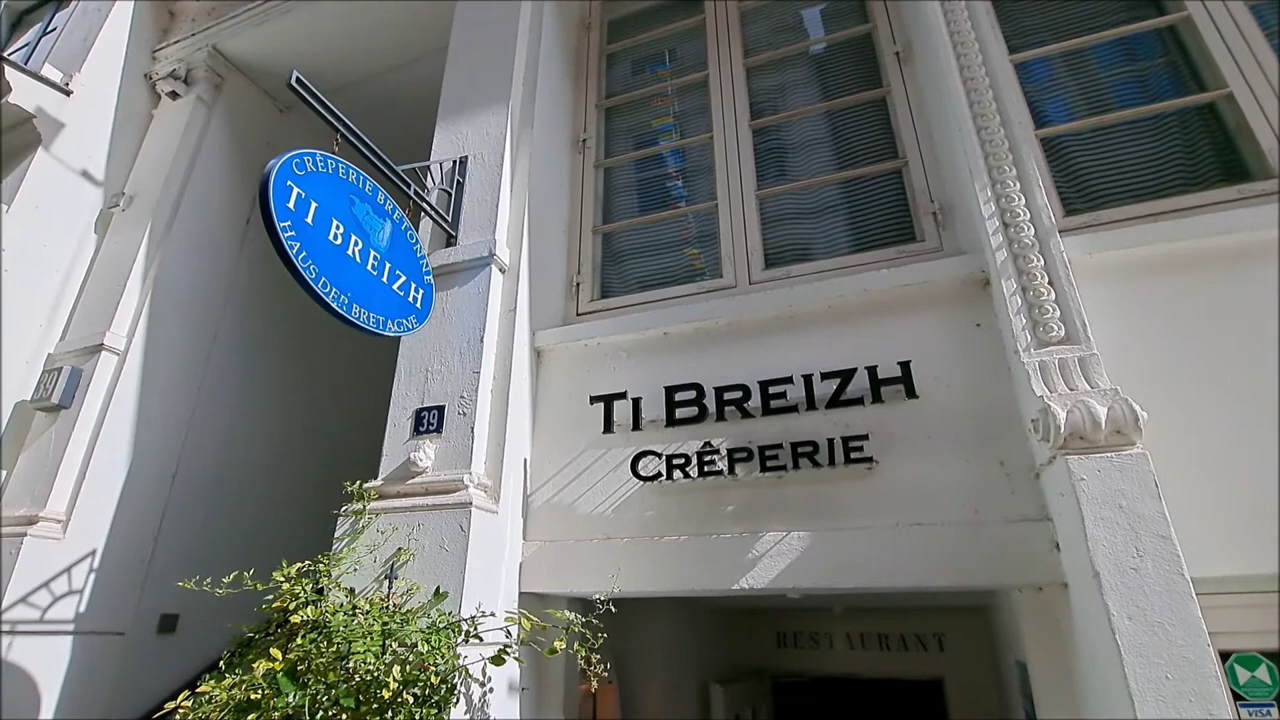 CRÊPERIE BRETONNE
TI BREIZH
HAUS DER BRETAGNE
39
39
TI BREIZH
CRÊPERIE
RESTAURANT
VISA